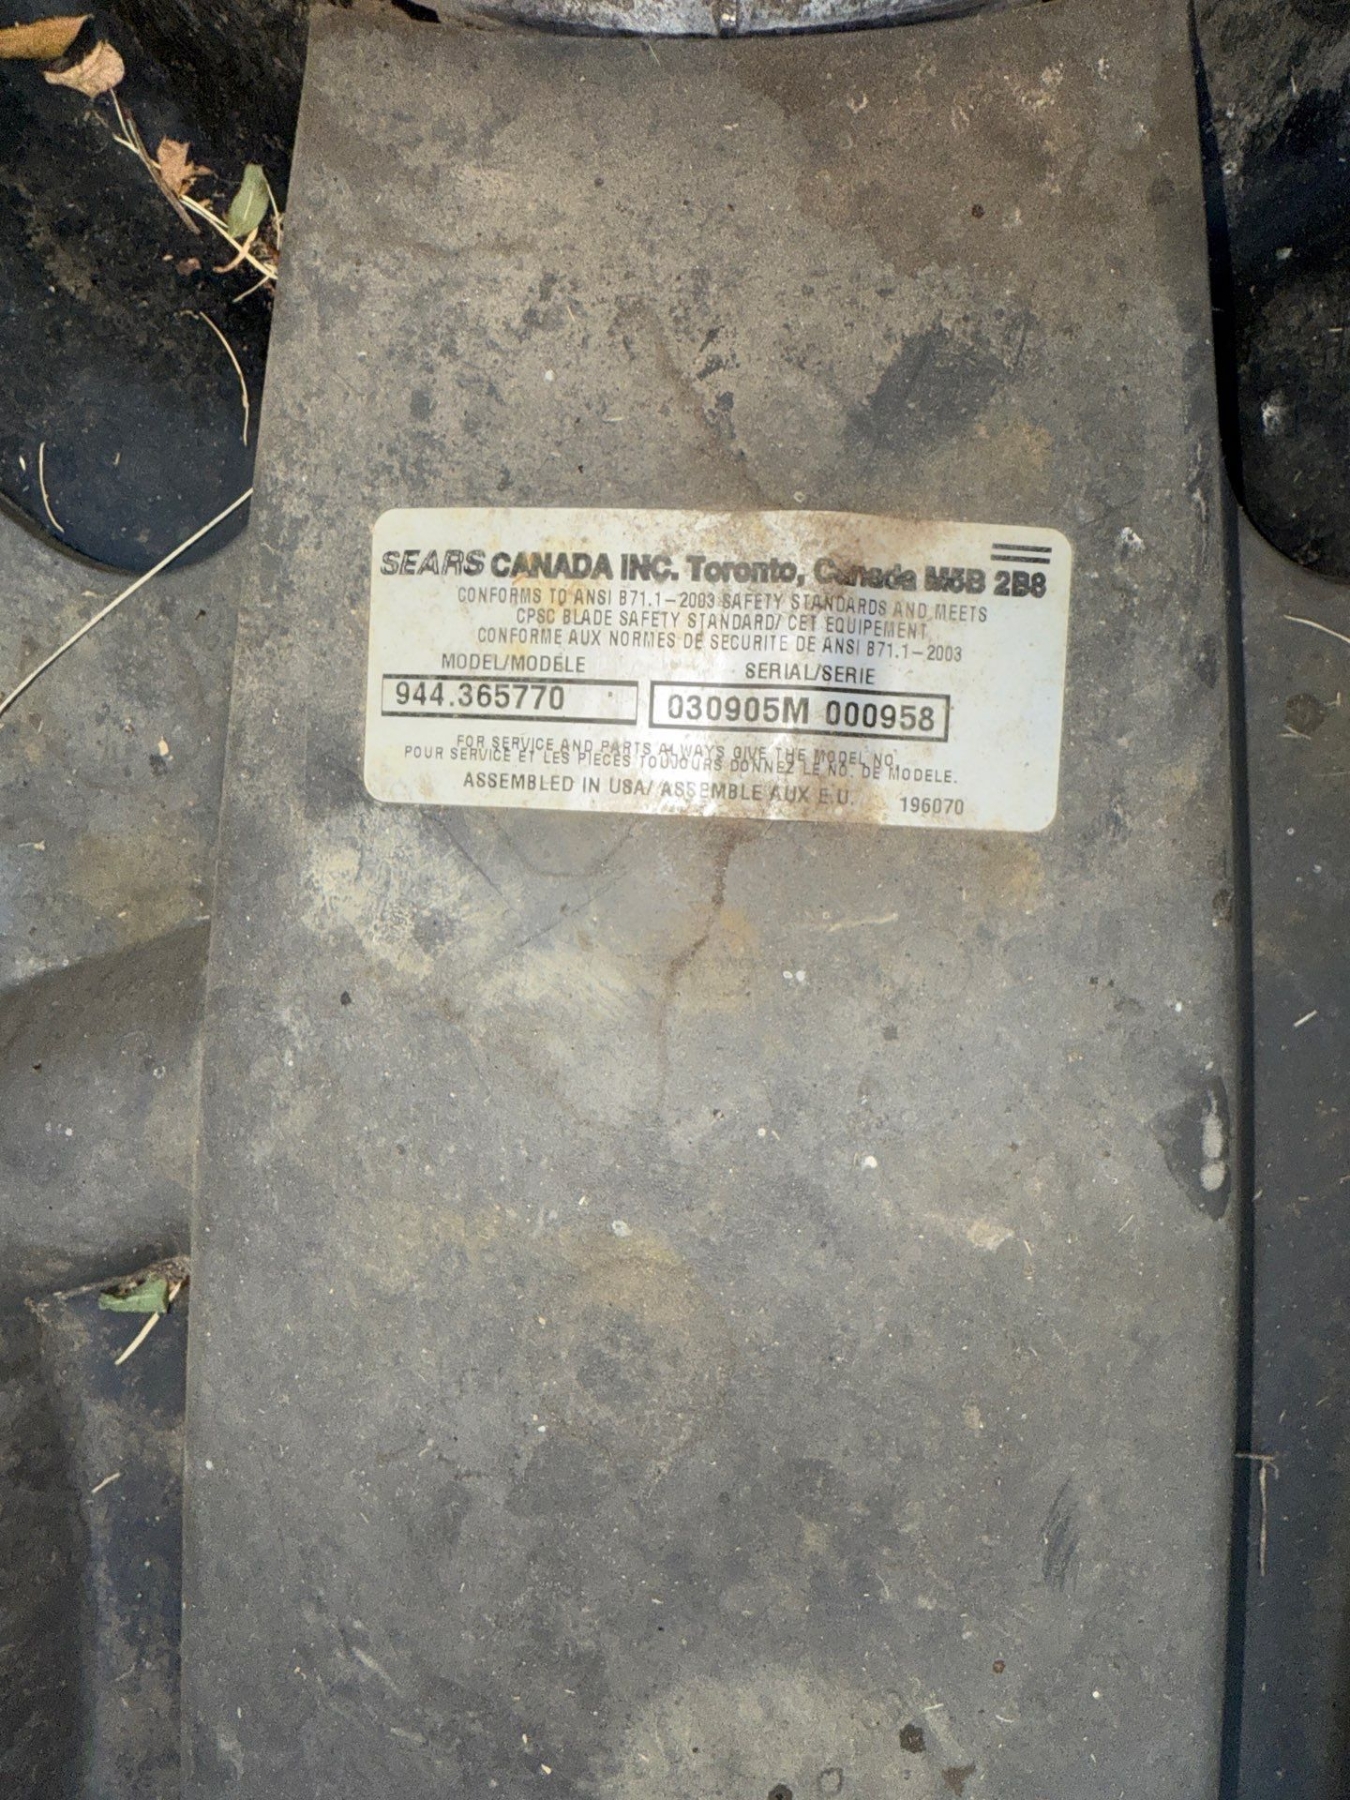 SEARS CANADA INC. Toronto, Canada M5B 2B8
CONFORMS TO ANSI B71.1-2003 SAFETY STANDARDS AND MEETS
CPSC BLADE SAFETY STANDARD/ CET EQUIPEMENT
CONFORME AUX NORMES DE SECURITE DE ANSI B71.1-2003
MODEL/MODÈLE SERIAL/SERIE
944.365770 030905M 000958
FOR SERVICE AND PARTS ALWAYS GIVE THE MODEL NO.
POUR SERVICE ET LES PIECES TOUJOURS DONNEZ LE NO. DE MODELE.
ASSEMBLED IN USA/ ASSEMBLE AUX E.U. 196070